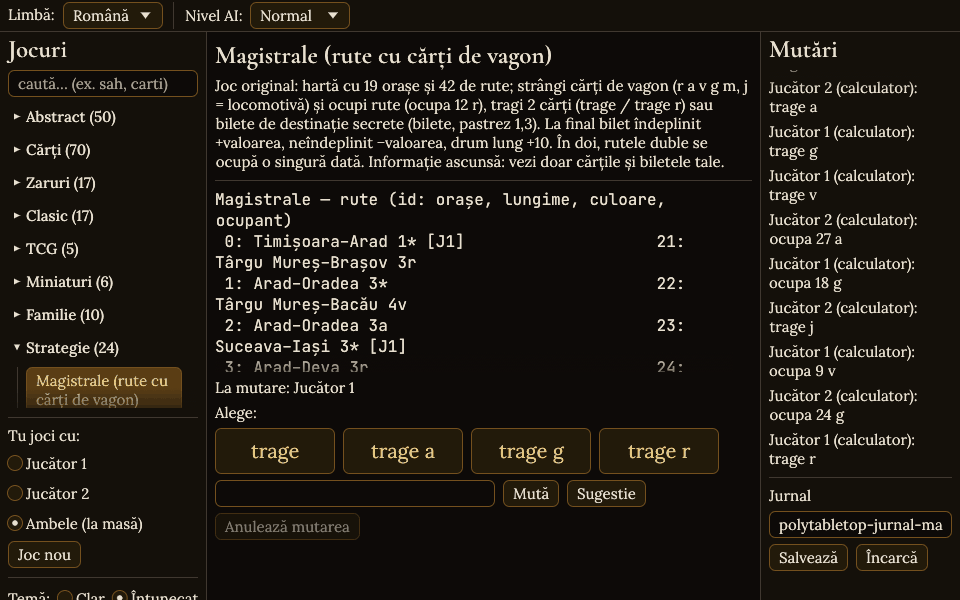 Limbă: Română ▼ Nivel AI: Normal ▼
Jocuri
caută... (ex. sah, carti)
▸ Abstract (50)
▸ Cărți (70)
▸ Zaruri (17)
▸ Clasic (17)
▸ TCG (5)
▸ Miniaturi (6)
▸ Familie (10)
▾ Strategie (24)
Magistrale (rute cu
cărți de vagon)
Tu joci cu:
Jucător 1
Jucător 2
Ambele (la masă)
Joc nou
Temă: Clar Întunecat
Magistrale (rute cu cărți de vagon)
Joc original: hartă cu 19 orașe și 42 de rute; strângi cărți de vagon (r a v g m, j
= locomotivă) și ocupi rute (ocupa 12 r), tragi 2 cărți (trage / trage r) sau
bilete de destinație secrete (bilete, pastrez 1,3). La final bilet îndeplinit
+valoarea, neîndeplinit −valoarea, drum lung +10. În doi, rutele duble se
ocupă o singură dată. Informație ascunsă: vezi doar cărțile și biletele tale.
Magistrale — rute (id: orașe, lungime, culoare,
ocupant)
0: Timișoara–Arad 1* [J1] 21:
Târgu Mureș–Brașov 3r
1: Arad–Oradea 3* 22:
Târgu Mureș–Bacău 4v
2: Arad–Oradea 3a 23:
Suceava–Iași 3* [J1]
3: Arad–Deva 3r 24:
La mutare: Jucător 1
Alege:
trage trage a trage g trage r
Mută Sugestie
Anulează mutarea
Mutări
Jucător 2 (calculator):
trage a
Jucător 1 (calculator):
trage g
Jucător 1 (calculator):
trage v
Jucător 2 (calculator):
ocupa 27 a
Jucător 1 (calculator):
ocupa 18 g
Jucător 2 (calculator):
trage j
Jucător 1 (calculator):
ocupa 9 v
Jucător 2 (calculator):
ocupa 24 g
Jucător 1 (calculator):
trage r
Jurnal
polytabletop-jurnal-ma
Salvează Încarcă